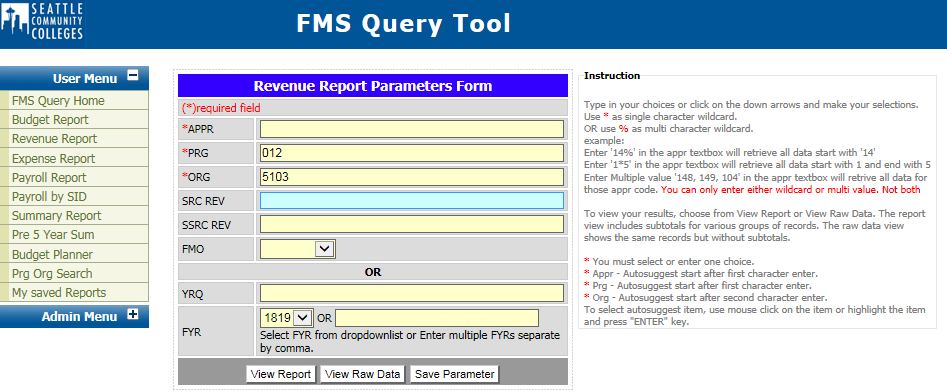 SEATTLE
COMMUNITY
COLLEGES
FMS Query Tool
User Menu
FMS Query Home
Budget Report
Revenue Report
Expense Report
Payroll Report
Payroll by SID
Summary Report
Pre 5 Year Sum
Budget Planner
Prg Org Search
My saved Reports
Admin Menu
Revenue Report Parameters Form
(*)required field
*APPR
*PRG 012
*ORG 5103
SRC REV
SSRC REV
FMO
OR
YRQ
FYR 1819 OR
Select FYR from dropdownlist or Enter multiple FYRs separate
by comma.
View Report View Raw Data Save Parameter
Instruction
Type in your choices or click on the down arrows and make your selections.
Use * as single character wildcard.
OR use % as multi character wildcard.
example:
Enter '14%' in the appr textbox will retrieve all data start with '14'
Enter '1*5' in the appr textbox will retrieve all data start with 1 and end with 5
Enter Multiple value '148, 149, 104' in the appr textbox will retrive all data for
those appr code. You can only enter either wildcard or multi value. Not both
To view your results, choose from View Report or View Raw Data. The report
view includes subtotals for various groups of records. The raw data view
shows the same records but without subtotals.
* You must select or enter one choice.
* Appr - Autosuggest start after first character enter.
* Prg - Autosuggest start after first character enter.
* Org - Autosuggest start after second character enter.
To select autosuggest item, use mouse click on the item or highlight the item
and press "ENTER" key.